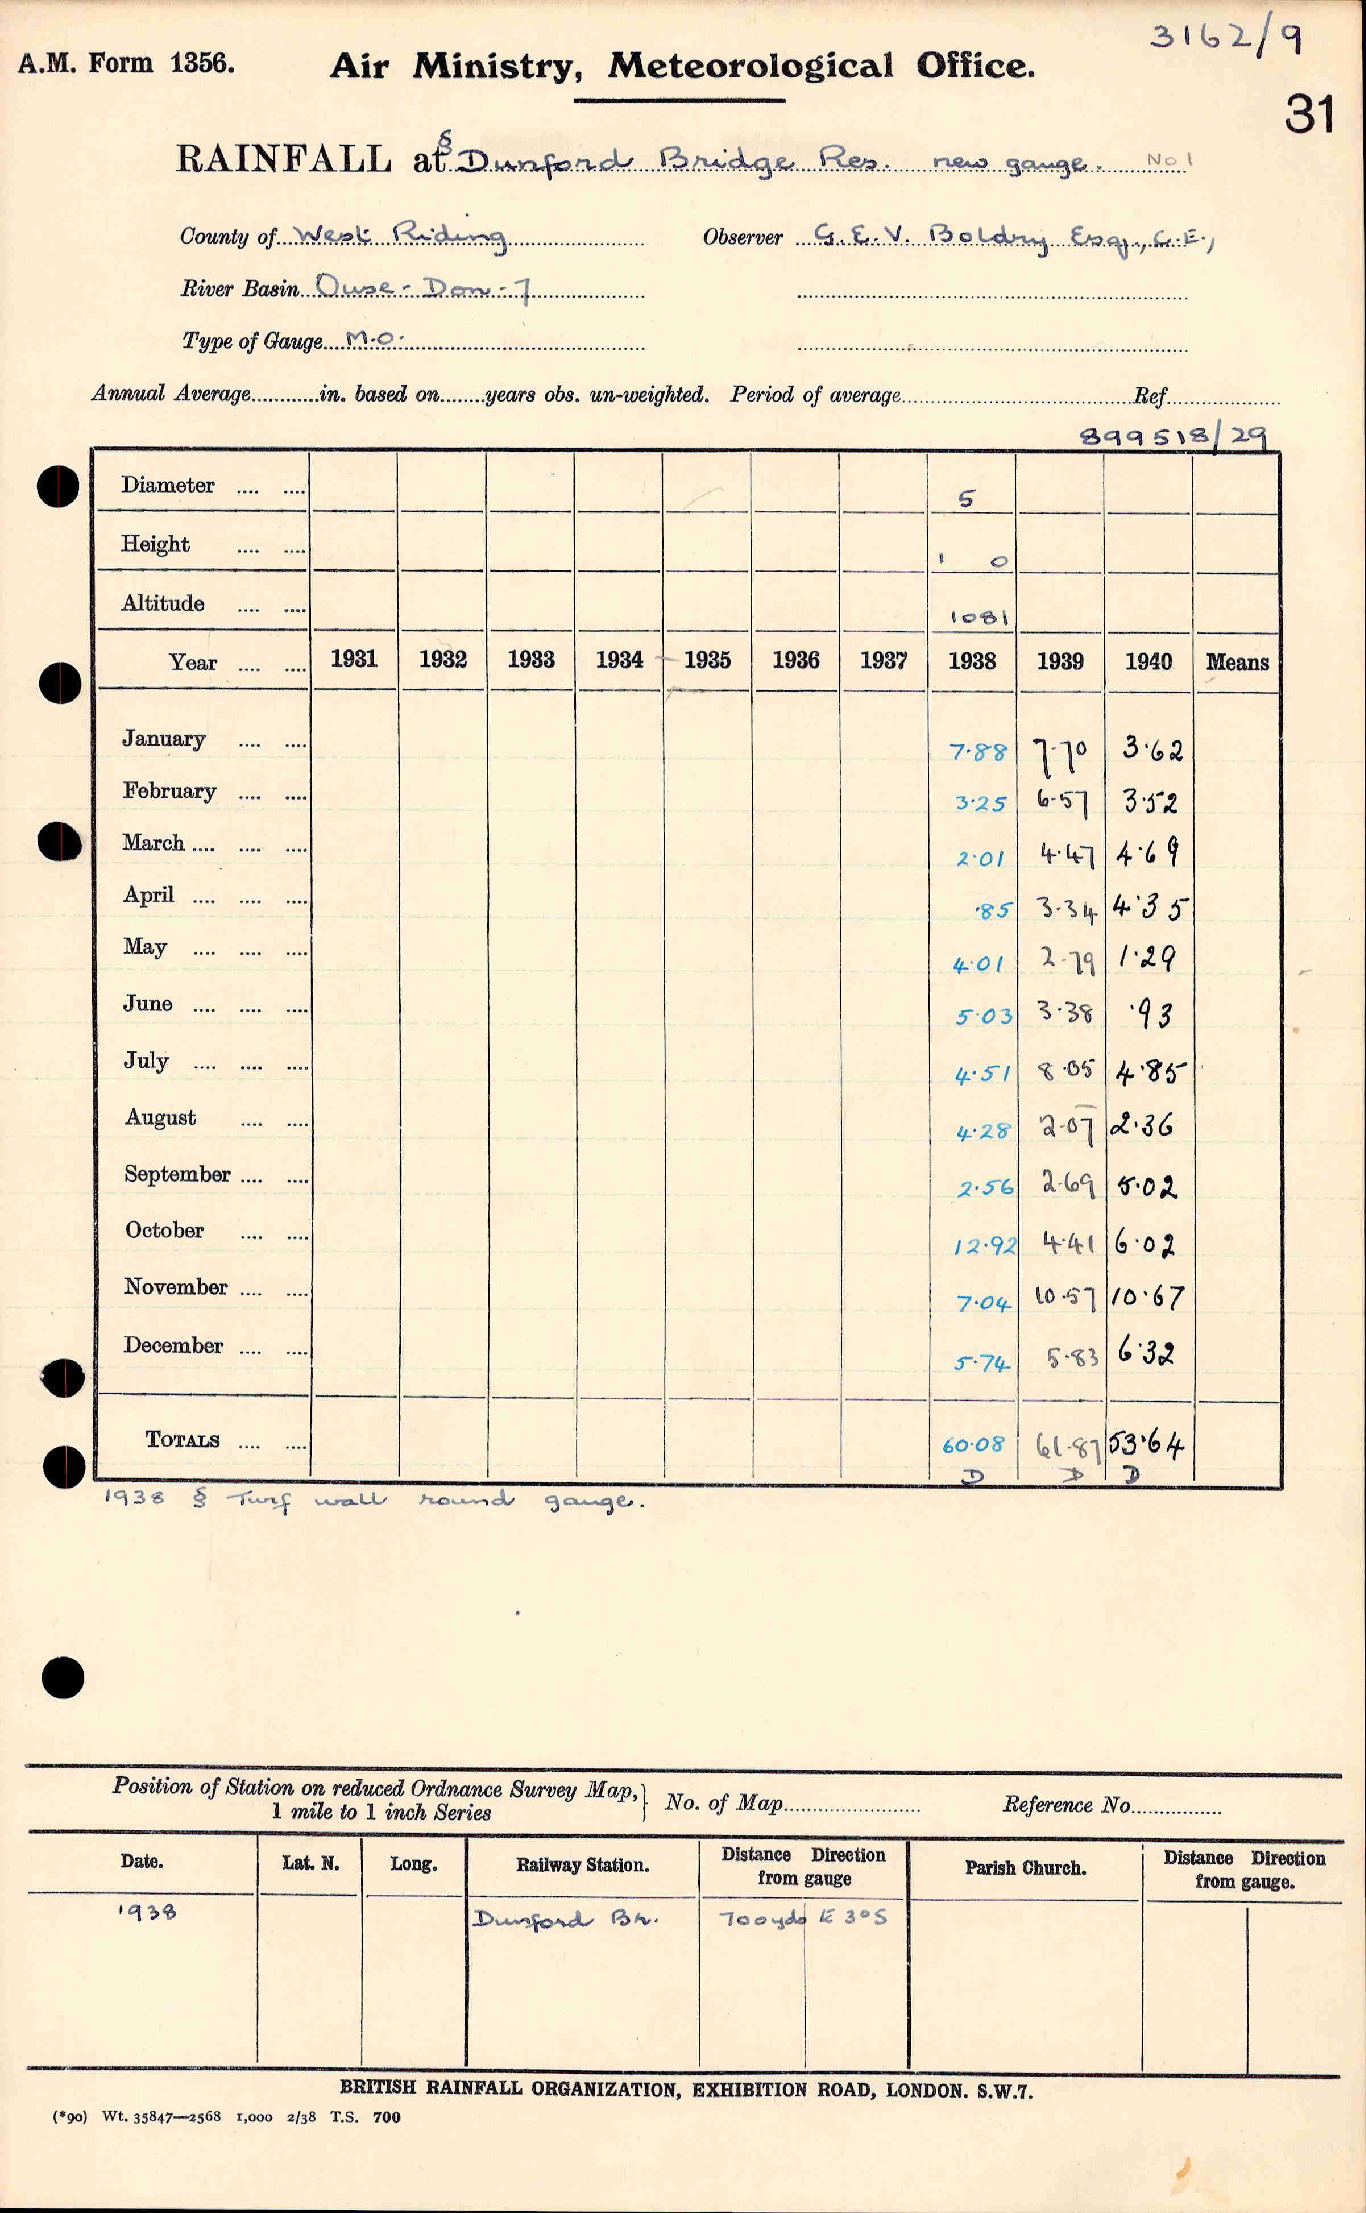 3162/9
A.M. Form 1356. Air Ministry, Meteorological Office.
31
RAINFALL at § Dunford Bridge Res. new gauge. No 1
County of West Riding Observer G. E. V. Boldry Esq., C.E.,
River Basin Ouse - Don - 7
Type of Gauge M.O.
Annual Average in. based on years obs. un-weighted. Period of average Ref.
899518/29
Diameter 5
Height 1 0
Altitude 1081
Year 1931 1932 1933 1934 1935 1936 1937 1938 1939 1940 Means
January 7.88 7.70 3.62
February 3.25 6.57 3.52
March 2.01 4.47 4.69
April .85 3.34 4.35
May 4.01 2.79 1.29
June 5.03 3.38 .93
July 4.51 8.05 4.85
August 4.28 2.07 2.36
September 2.56 2.69 5.02
October 12.92 4.41 6.02
November 7.04 10.57 10.67
December 5.74 5.83 6.32
TOTALS 60.08 61.87 53.64
D D D
1938 § Turf wall round gauge.
Position of Station on reduced Ordnance Survey Map,
1 mile to 1 inch Series
No. of Map Reference No.
Date. Lat. N. Long. Railway Station. Distance Direction from gauge Parish Church. Distance Direction from gauge.
1938 Dunford Br. 700yds E 30 S
BRITISH RAINFALL ORGANIZATION, EXHIBITION ROAD, LONDON. S.W.7.
(*90) Wt. 35847—2568 1,000 2/38 T.S. 700